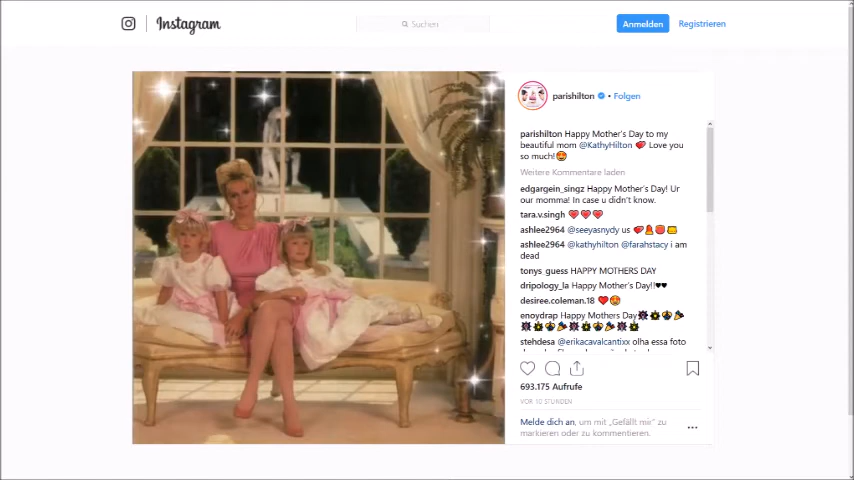 Instagram
Suchen
Anmelden
Registrieren
parishilton • Folgen
parishilton Happy Mother's Day to my
beautiful mom @KathyHilton 💕 Love you
so much!😍
Weitere Kommentare laden
edgargein_singz Happy Mother's Day! Ur
our momma! In case u didn't know.
tara.v.singh ❤️❤️❤️
ashlee2964 @seeyasnydy us
ashlee2964 @kathyhilton @farahstacy i am
dead
tonys_guess HAPPY MOTHERS DAY
dripology_la Happy Mother's Day!!♥♥
desiree.coleman.18 ❤️😍
enoydrap Happy Mothers Day
stehdesa @erikacavalcantixx olha essa foto
693.175 Aufrufe
VOR 10 STUNDEN
Melde dich an, um mit „Gefällt mir" zu
markieren oder zu kommentieren.